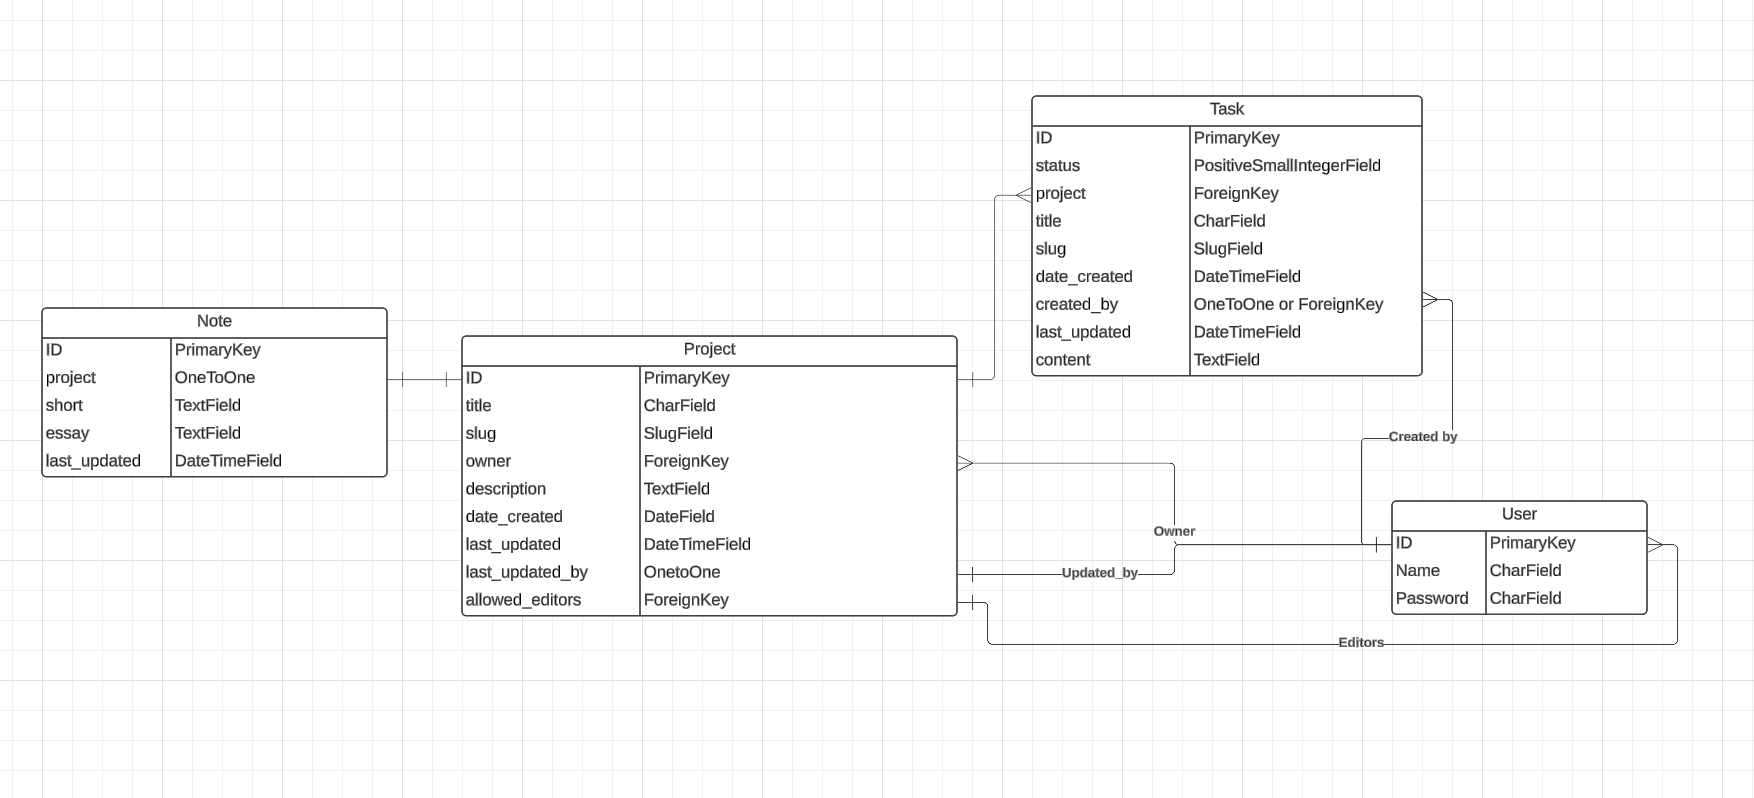 Task
ID PrimaryKey
status PositiveSmallIntegerField
project ForeignKey
title CharField
slug SlugField
date_created DateTimeField
created_by OneToOne or ForeignKey
last_updated DateTimeField
content TextField
Note
ID PrimaryKey
project OneToOne
short TextField
essay TextField
last_updated DateTimeField
Project
ID PrimaryKey
title CharField
slug SlugField
owner ForeignKey
description TextField
date_created DateField
last_updated DateTimeField
last_updated_by OnetoOne
allowed_editors ForeignKey
Created by
Owner
Updated_by
Editors
User
ID PrimaryKey
Name CharField
Password CharField